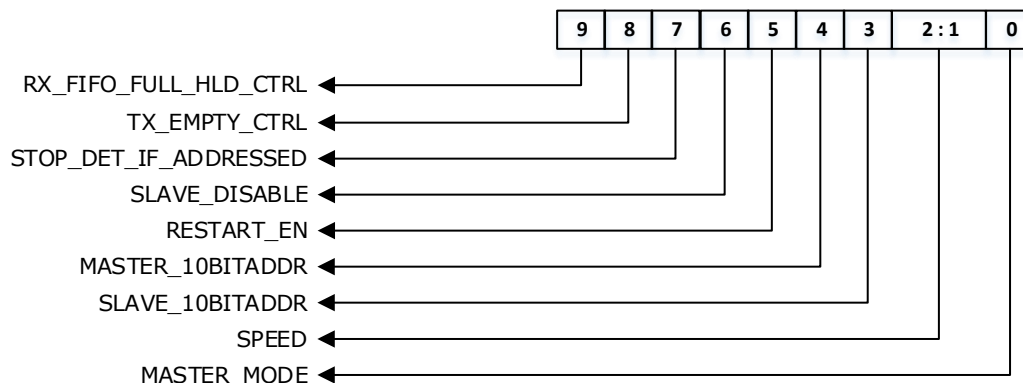 9 8 7 6 5 4 3 2 : 1 0
RX_FIFO_FULL_HLD_CTRL
TX_EMPTY_CTRL
STOP_DET_IF_ADDRESSED
SLAVE_DISABLE
RESTART_EN
MASTER_10BITADDR
SLAVE_10BITADDR
SPEED
MASTER_MODE